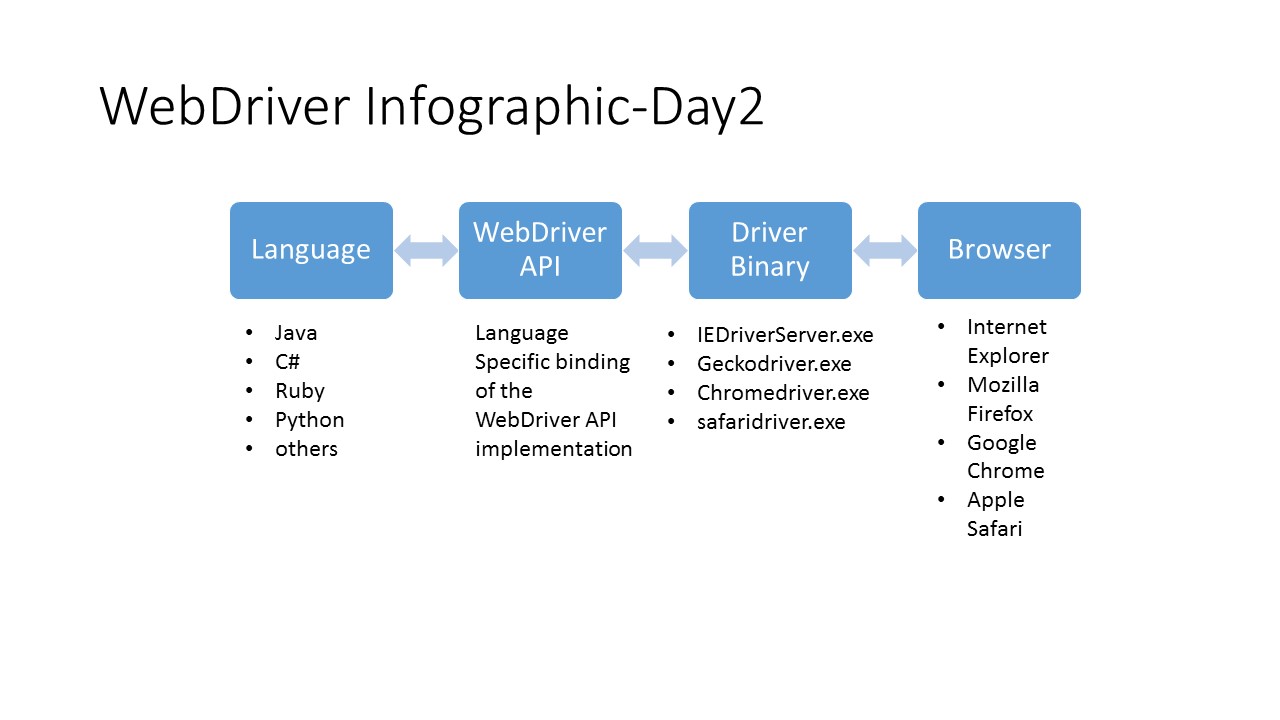 WebDriver Infographic-Day2
Language
WebDriver
API
Driver
Binary
Browser
• Java
• C#
• Ruby
• Python
• others
Language
Specific binding
of the
WebDriver API
implementation
• IEDriverServer.exe
• Geckodriver.exe
• Chromedriver.exe
• safaridriver.exe
• Internet
Explorer
• Mozilla
Firefox
• Google
Chrome
• Apple
Safari